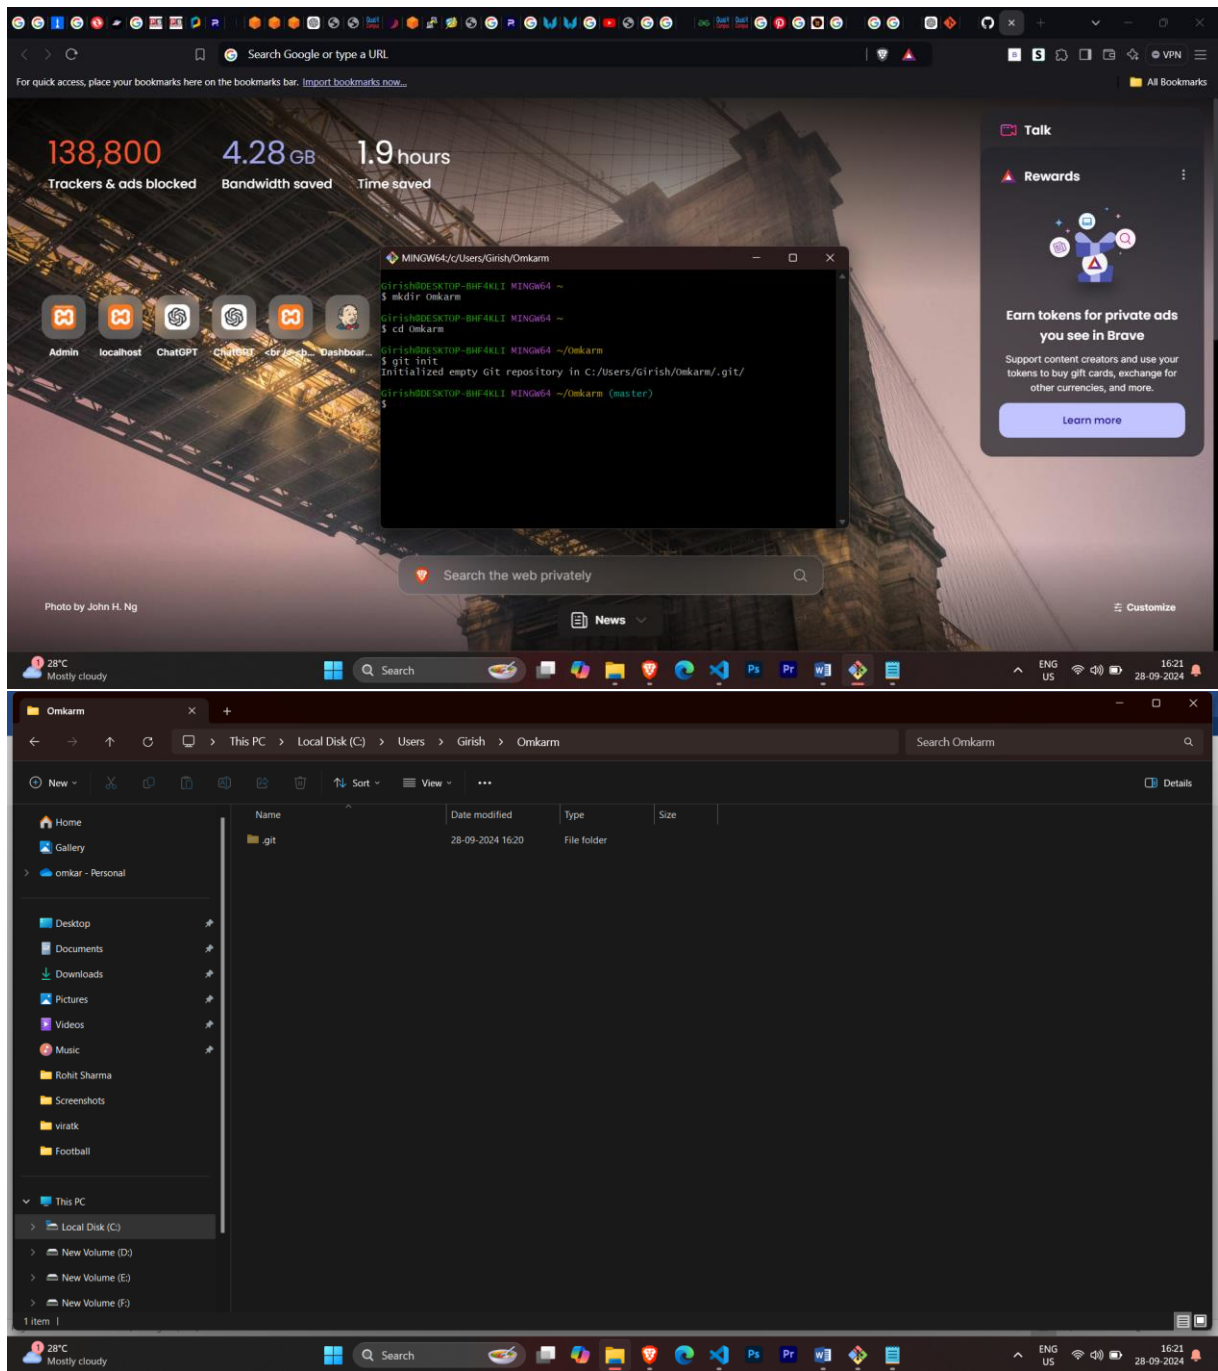 Search Google or type a URL
VPN
For quick access, place your bookmarks here on the bookmarks bar. Import bookmarks now...
All Bookmarks
138,800
Trackers & ads blocked
4.28 GB
Bandwidth saved
1.9 hours
Time saved
Talk
Rewards
Earn tokens for private ads
you see in Brave
Support content creators and use your
tokens to buy gift cards, exchange for
other currencies, and more.
Learn more
MINGW64:/c/Users/Girish/Omkarm
Girish@DESKTOP-BHF4KLI MINGW64 ~
$ mkdir Omkarm
Girish@DESKTOP-BHF4KLI MINGW64 ~
$ cd Omkarm
Girish@DESKTOP-BHF4KLI MINGW64 ~/Omkarm
$ git init
Initialized empty Git repository in C:/Users/Girish/Omkarm/.git/
Girish@DESKTOP-BHF4KLI MINGW64 ~/Omkarm (master)
$
Admin
localhost
ChatGPT
ChatGPT
<br /> <b...
Dashboar...
Search the web privately
Photo by John H. Ng
News
Customize
1
28°C
Mostly cloudy
Search
Ps
Pr
ENG
US
16:21
28-09-2024
Omkarm
This PC > Local Disk (C:) > Users > Girish > Omkarm
Search Omkarm
New
Sort
View
Details
Name
Date modified
Type
Size
.git
28-09-2024 16:20
File folder
Home
Gallery
omkar - Personal
Desktop
Documents
Downloads
Pictures
Videos
Music
Rohit Sharma
Screenshots
viratk
Football
This PC
Local Disk (C:)
New Volume (D:)
New Volume (E:)
New Volume (F:)
1 item
1
28°C
Mostly cloudy
Search
Ps
Pr
ENG
US
16:21
28-09-2024